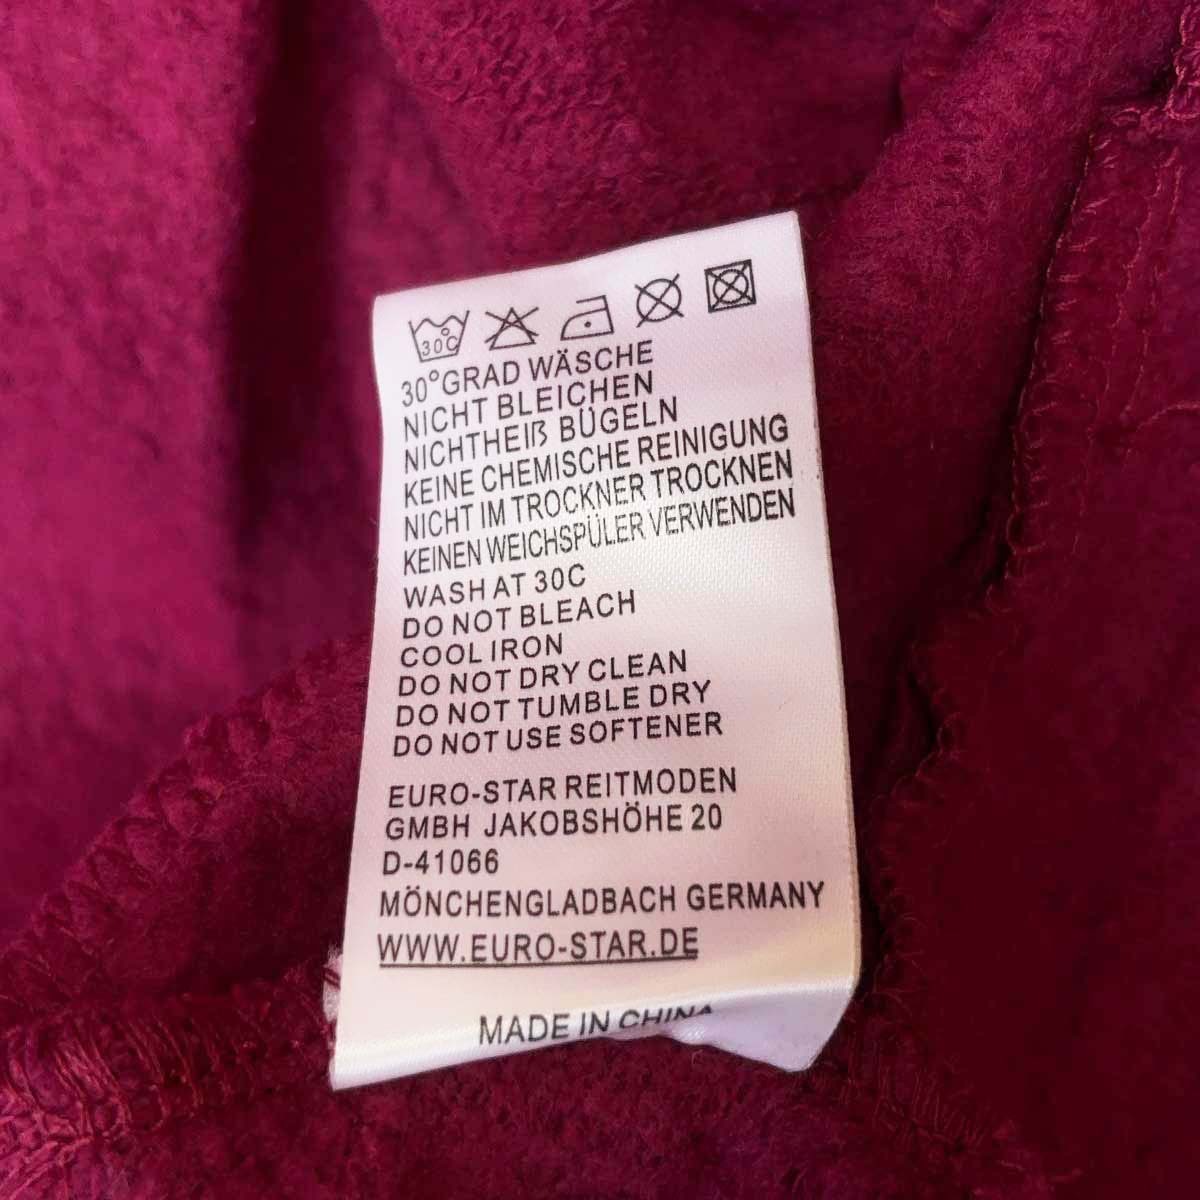 30C
30°GRAD WÄSCHE
NICHT BLEICHEN
NICHTHEIß BÜGELN
KEINE CHEMISCHE REINIGUNG
NICHT IM TROCKNER TROCKNEN
KEINEN WEICHSPÜLER VERWENDEN
WASH AT 30C
DO NOT BLEACH
COOL IRON
DO NOT DRY CLEAN
DO NOT TUMBLE DRY
DO NOT USE SOFTENER
EURO-STAR REITMODEN
GMBH JAKOBSHÖHE 20
D-41066
MÖNCHENGLADBACH GERMANY
WWW.EURO-STAR.DE
MADE IN CHINA